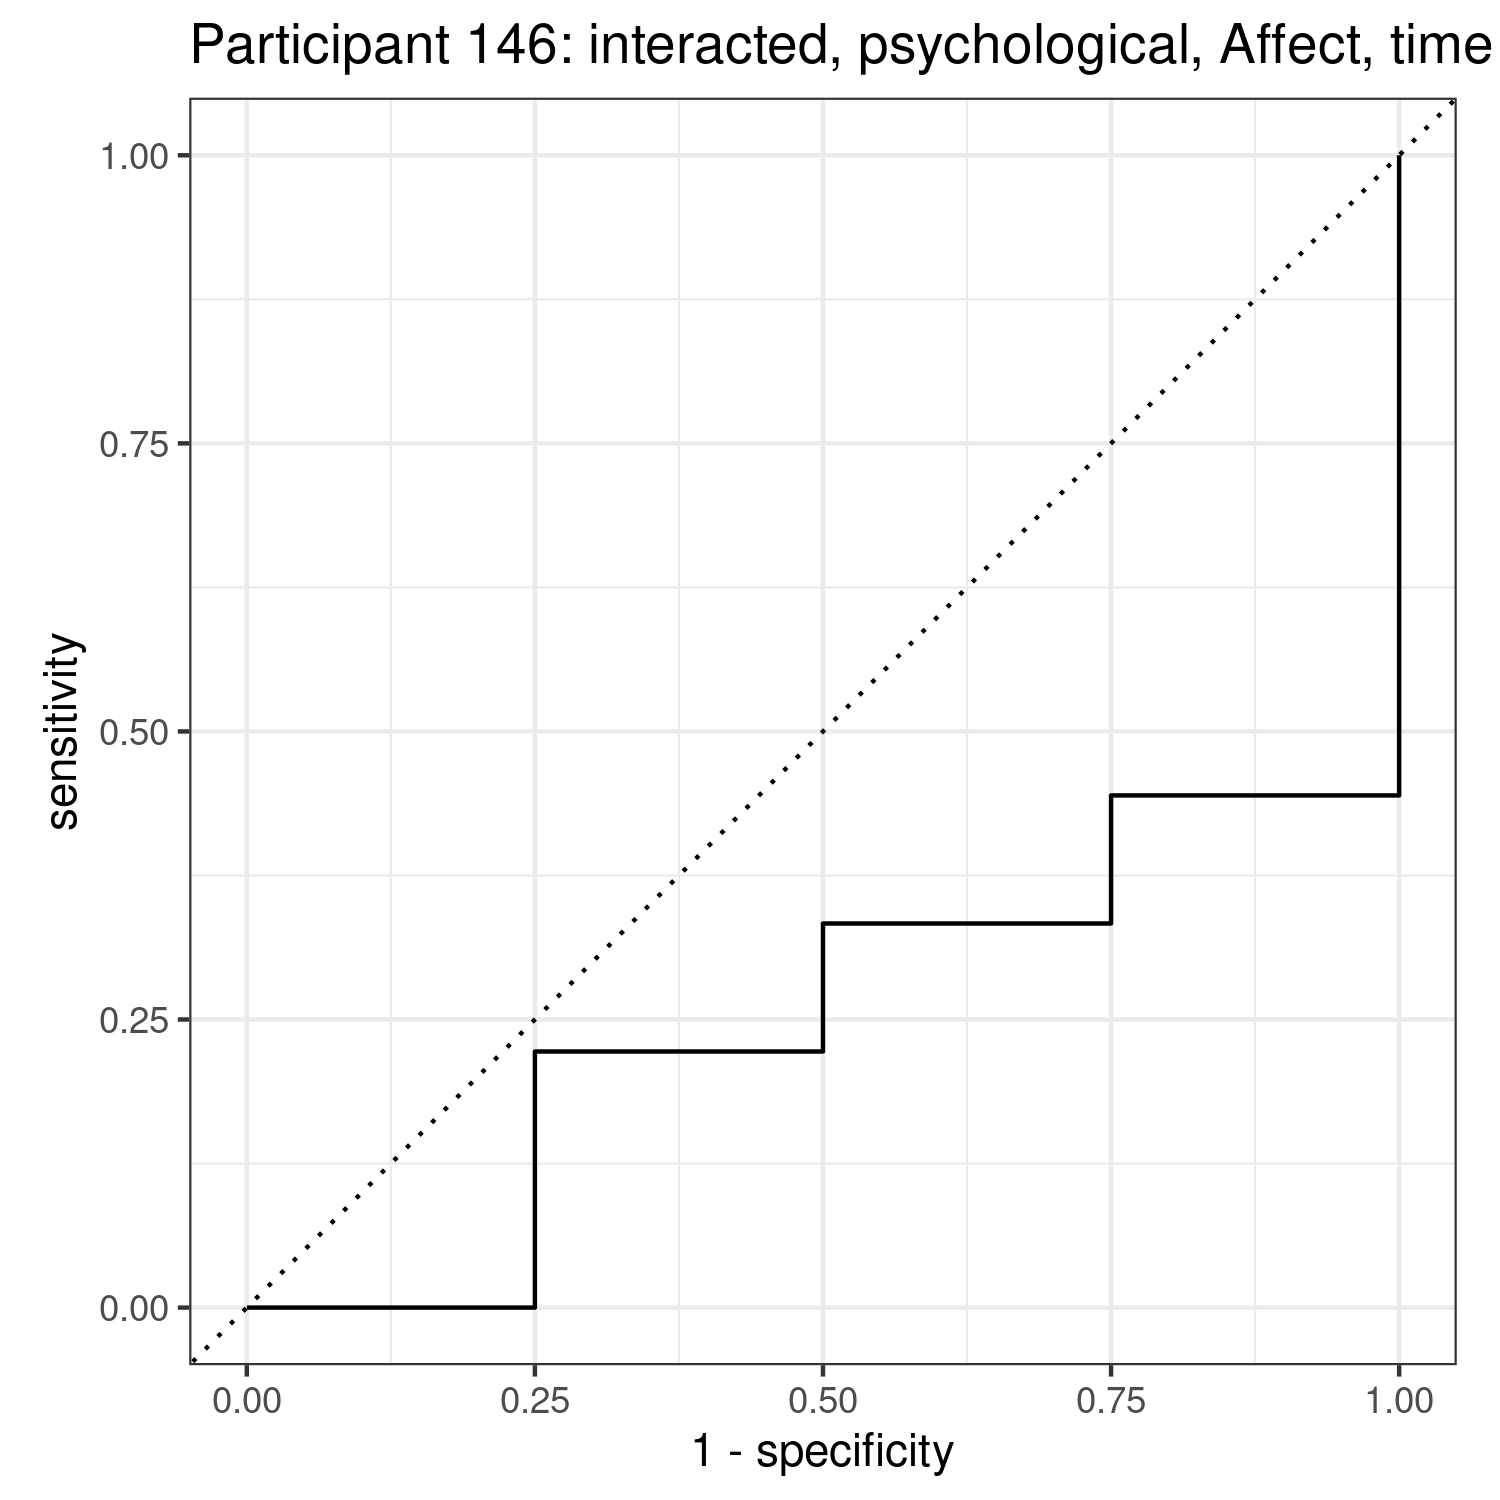 Participant 146: interacted, psychological, Affect, time
1.00
0.75
0.50
0.25
0.00
sensitivity
0.00 0.25 0.50 0.75 1.00
1 - specificity